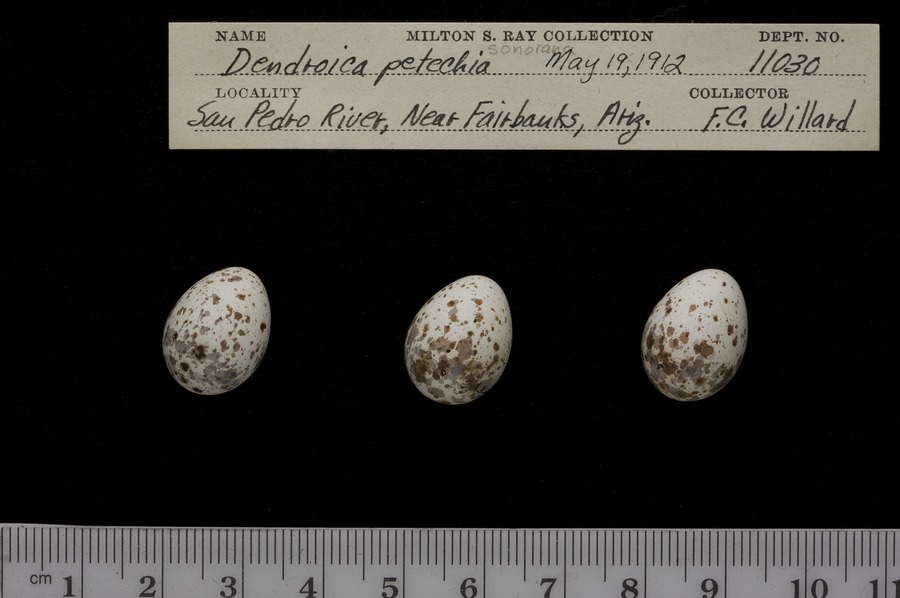 NAME MILTON S. RAY COLLECTION DEPT. NO.
sonorana
Dendroica petechia May 19, 1912 11030
LOCALITY COLLECTOR
San Pedro River, Near Fairbanks, Ariz. F.C. Willard
cm 1 2 3 4 5 6 7 8 9 10 11